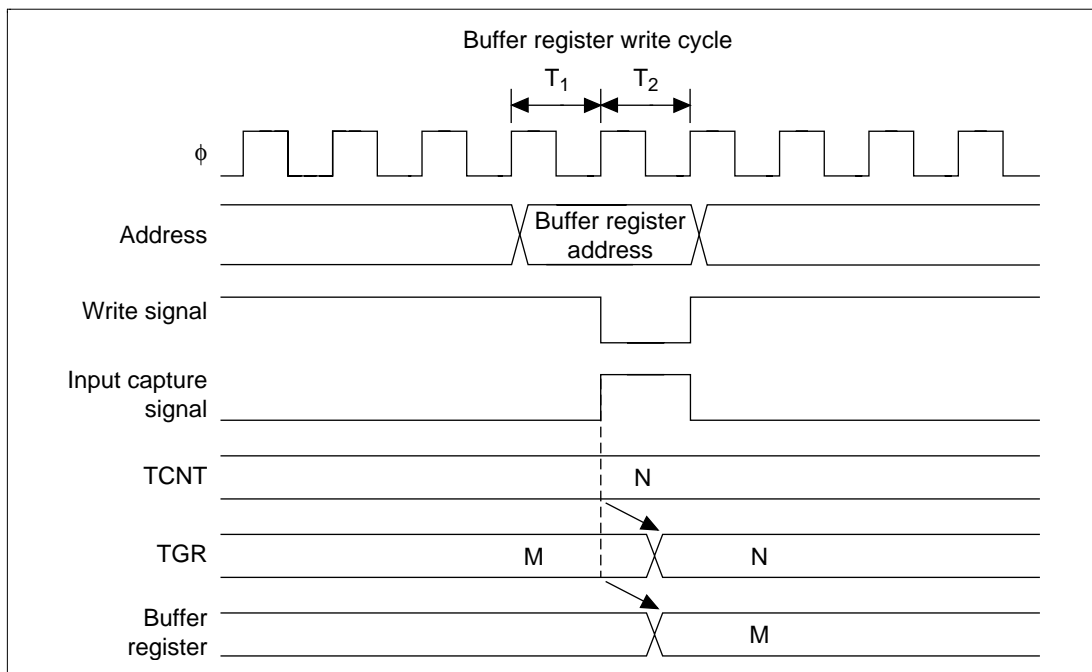 Buffer register write cycle
T1 T2
ϕ
Address
Buffer register
address
Write signal
Input capture
signal
TCNT
N
TGR
M N
Buffer
register
M